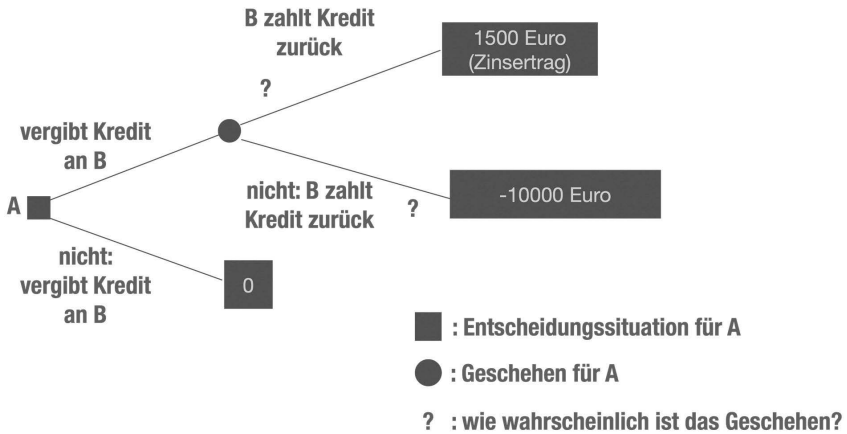 B zahlt Kredit
zurück
1500 Euro
(Zinsertrag)
?
vergibt Kredit
an B
nicht: B zahlt
Kredit zurück
?
-10000 Euro
A
nicht:
vergibt Kredit
an B
0
: Entscheidungssituation für A
: Geschehen für A
? : wie wahrscheinlich ist das Geschehen?